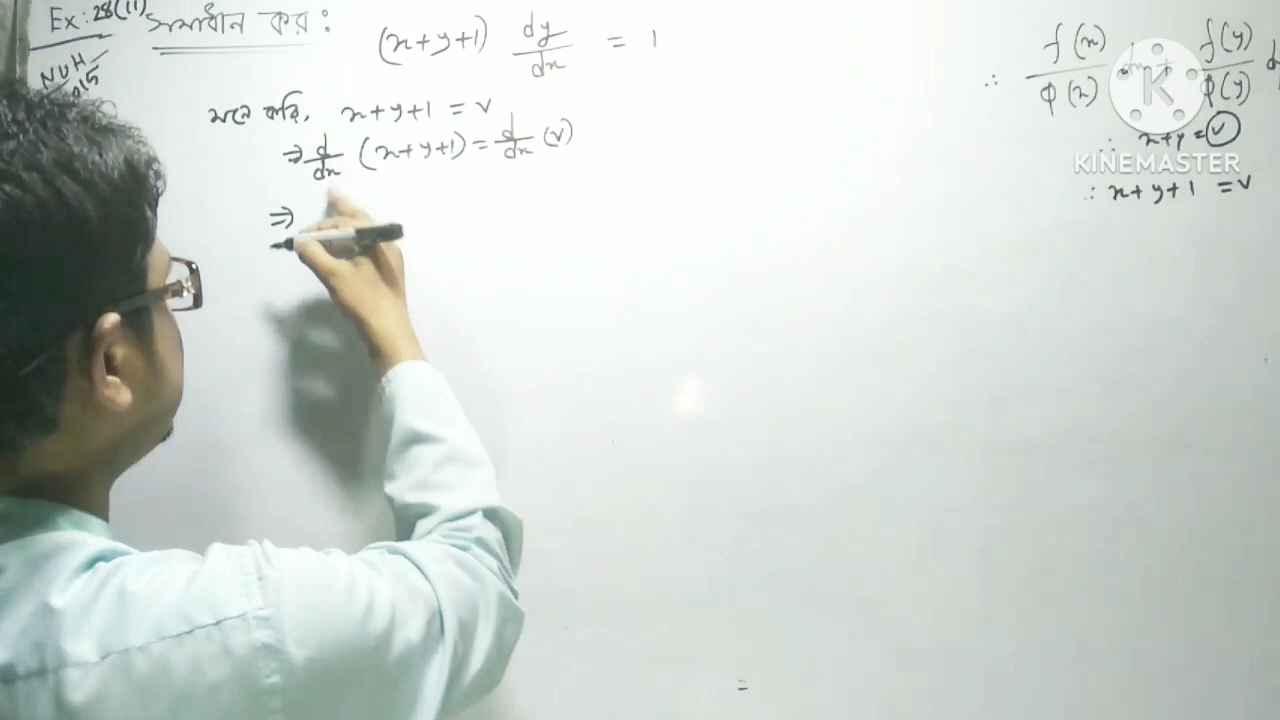 Ex: 28(11) সমাধান কর :
(x+y+1) dy/dx = 1
NUH
মনে করি, x+y+1 = v
⇒ d/dx (x+y+1) = d/dx (v)
⇒
∴ f(x)/φ(x) dx + f(y)/φ(y)
∴ x+y = v
∴ x+y+1 = v
K
KINEMASTER
=